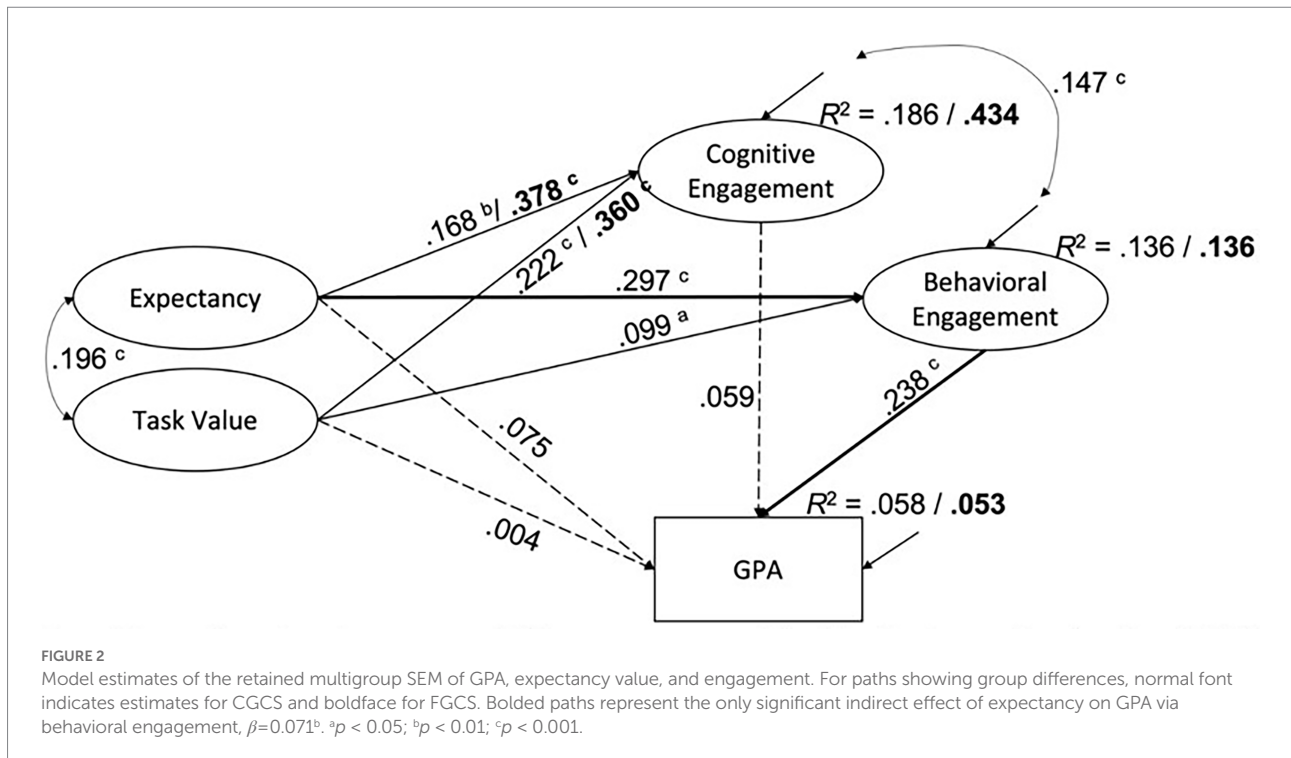 .147 ᶜ
R² = .186 / .434
Cognitive
Engagement
.168 ᵇ/ .378 ᶜ
.222 ᶜ / .360 ᶜ
R² = .136 / .136
Expectancy
.297 ᶜ
Behavioral
Engagement
.099 ᵃ
.196 ᶜ
Task Value
.059
.238 ᶜ
.075
.004
R² = .058 / .053
GPA
FIGURE 2
Model estimates of the retained multigroup SEM of GPA, expectancy value, and engagement. For paths showing group differences, normal font
indicates estimates for CGCS and boldface for FGCS. Bolded paths represent the only significant indirect effect of expectancy on GPA via
behavioral engagement, β=0.071ᵇ. ᵃp < 0.05; ᵇp < 0.01; ᶜp < 0.001.